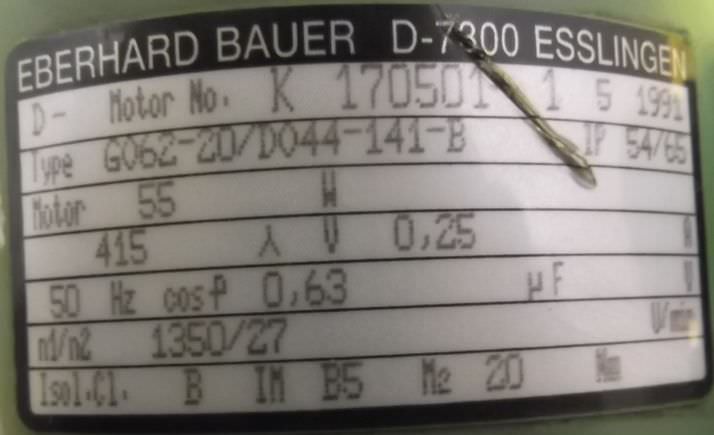 EBERHARD BAUER D-7300 ESSLINGEN
D- Motor No. K 170501 1 5 1991
Type G062-20/D044-141-B IP 54/65
Motor 55 W
415 λ V 0,25 A
50 Hz cosφ 0,63 µF V
n1/n2 1350/27 U/min
Isol.Cl. B IM B5 M2 20 Nm